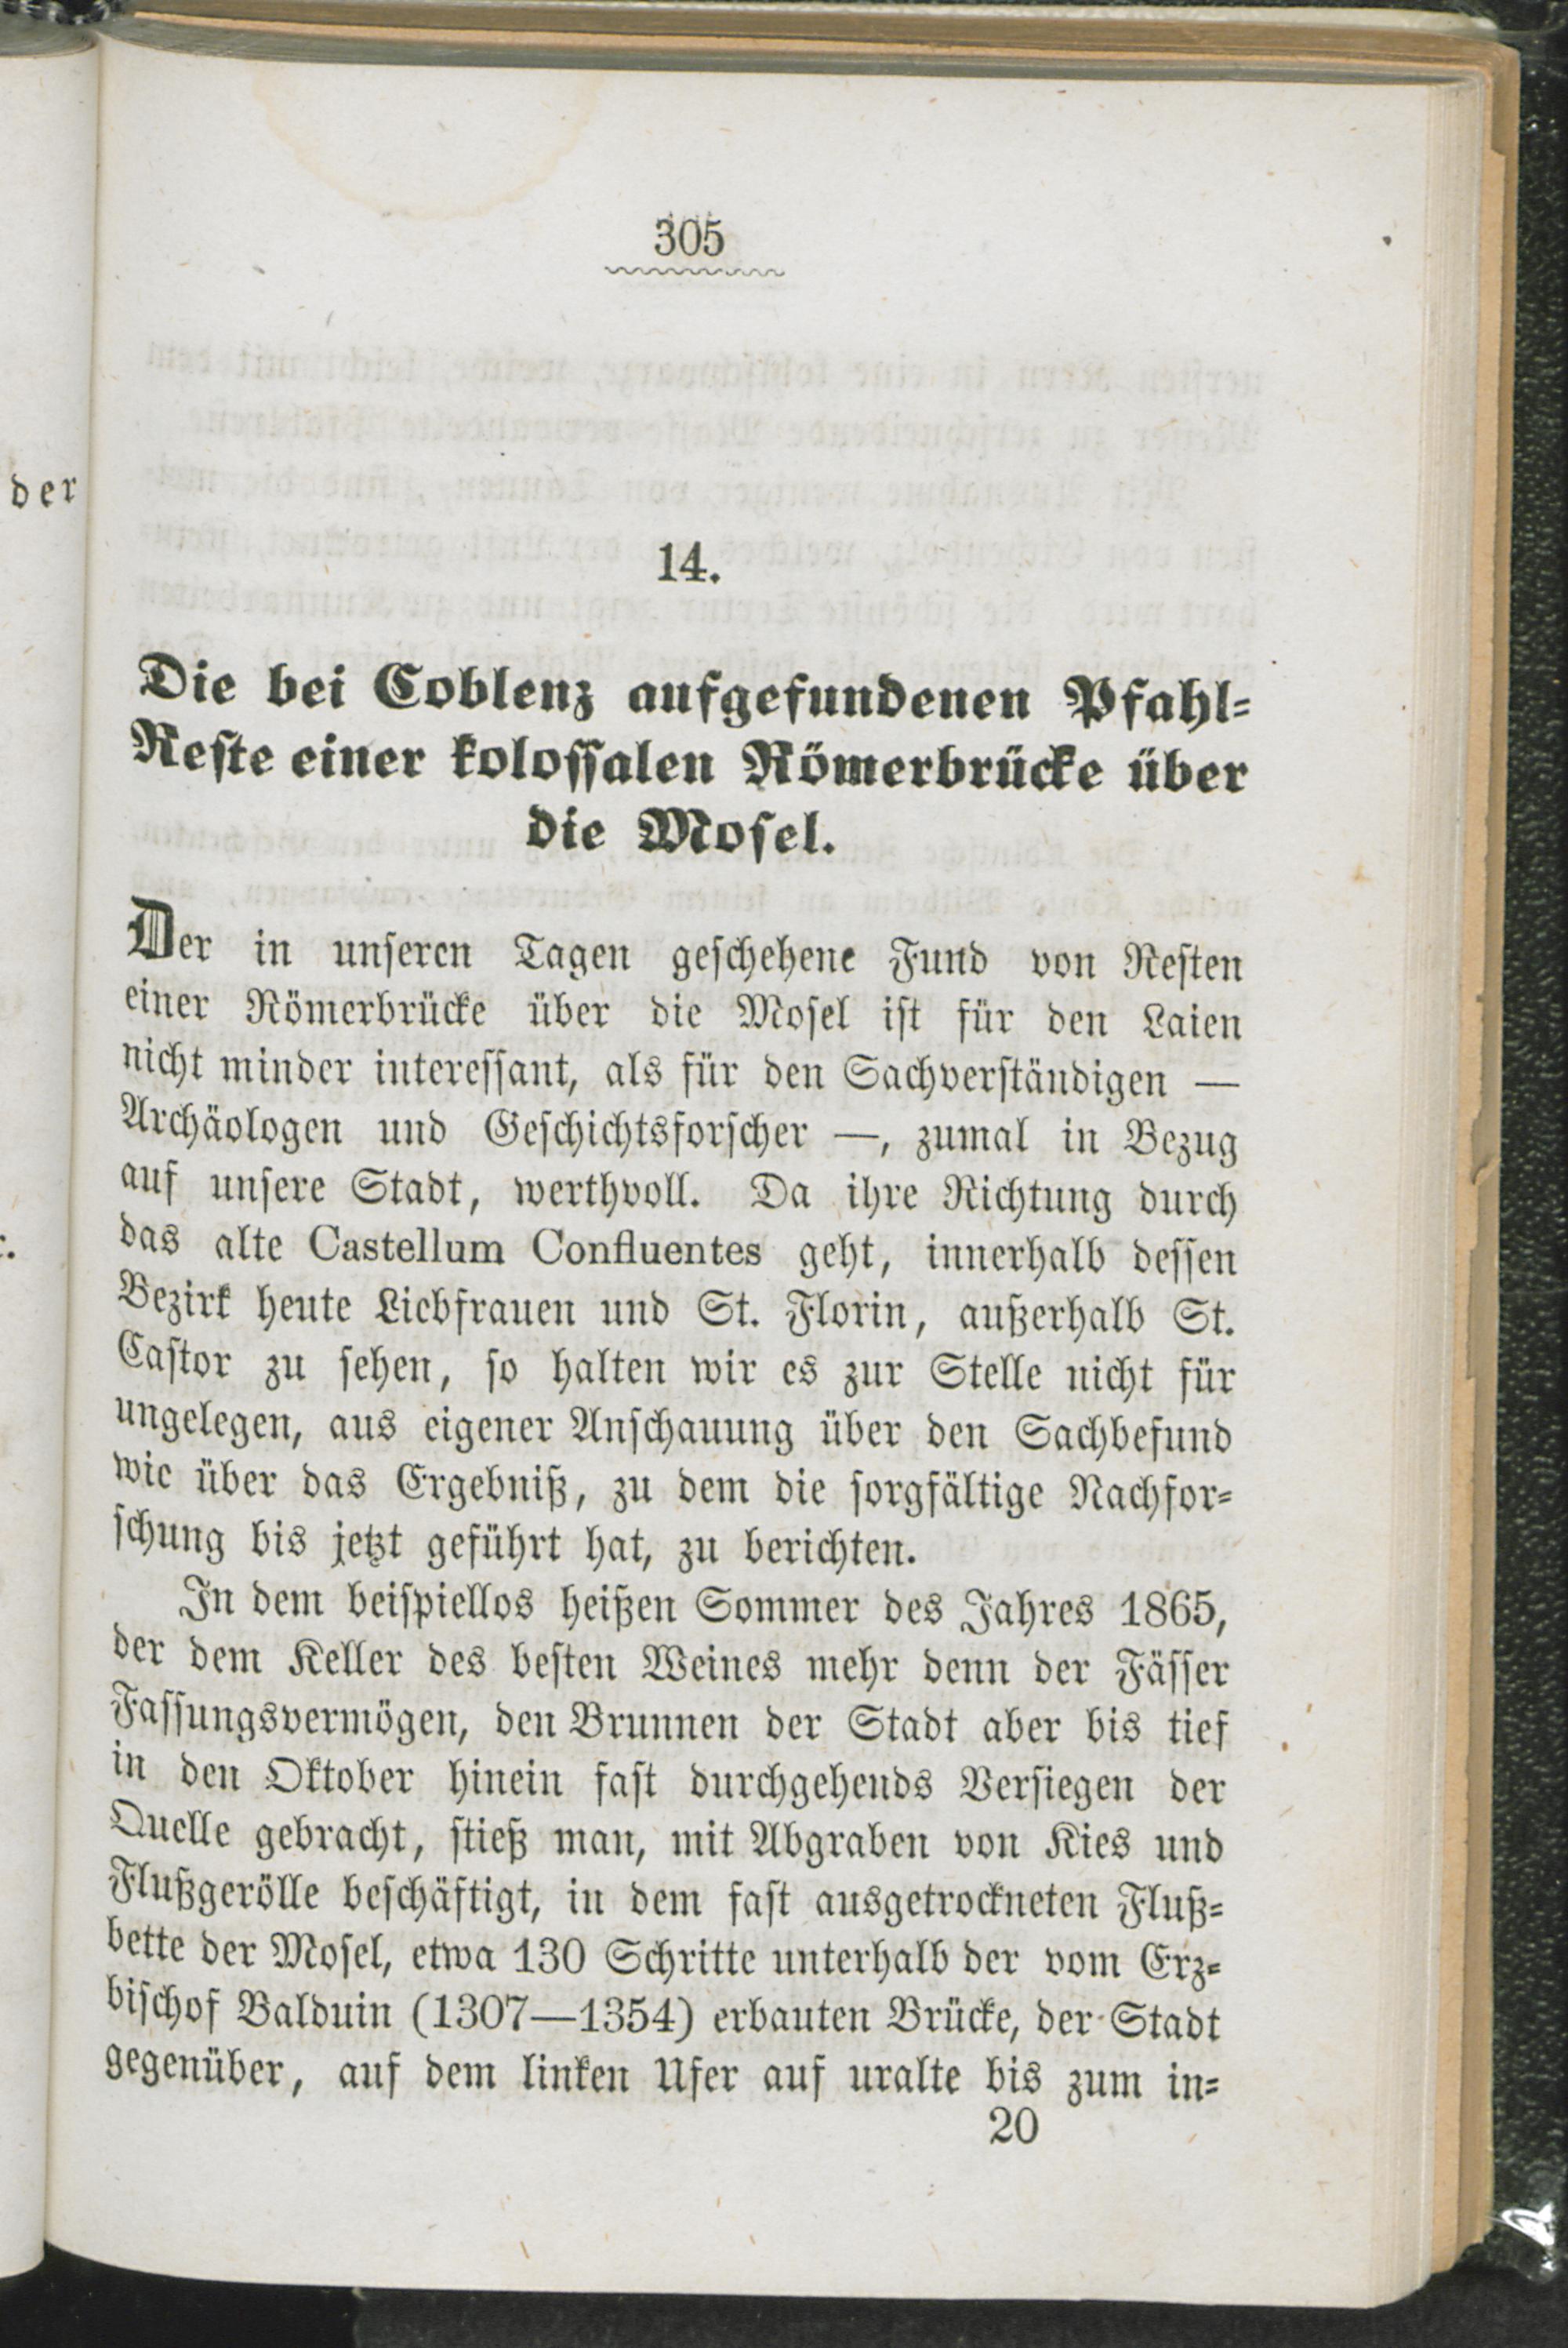 305
14.
Die bei Coblenz aufgefundenen Pfahl-
Reste einer kolossalen Römerbrücke über
die Mosel.
Der in unseren Tagen geschehene Fund von Resten
einer Römerbrücke über die Mosel ist für den Laien
nicht minder interessant, als für den Sachverständigen —
Archäologen und Geschichtsforscher —, zumal in Bezug
auf unsere Stadt, werthvoll. Da ihre Richtung durch
das alte Castellum Confluentes geht, innerhalb dessen
Bezirk heute Liebfrauen und St. Florin, außerhalb St.
Castor zu sehen, so halten wir es zur Stelle nicht für
ungelegen, aus eigener Anschauung über den Sachbefund
wie über das Ergebniß, zu dem die sorgfältige Nachfor-
schung bis jetzt geführt hat, zu berichten.
In dem beispiellos heißen Sommer des Jahres 1865,
der dem Keller des besten Weines mehr denn der Fässer
Fassungsvermögen, den Brunnen der Stadt aber bis tief
in den Oktober hinein fast durchgehends Versiegen der
Quelle gebracht, stieß man, mit Abgraben von Kies und
Flußgerölle beschäftigt, in dem fast ausgetrockneten Fluß-
bette der Mosel, etwa 130 Schritte unterhalb der vom Erz-
bischof Balduin (1307—1354) erbauten Brücke, der Stadt
gegenüber, auf dem linken Ufer auf uralte bis zum in-
20
der